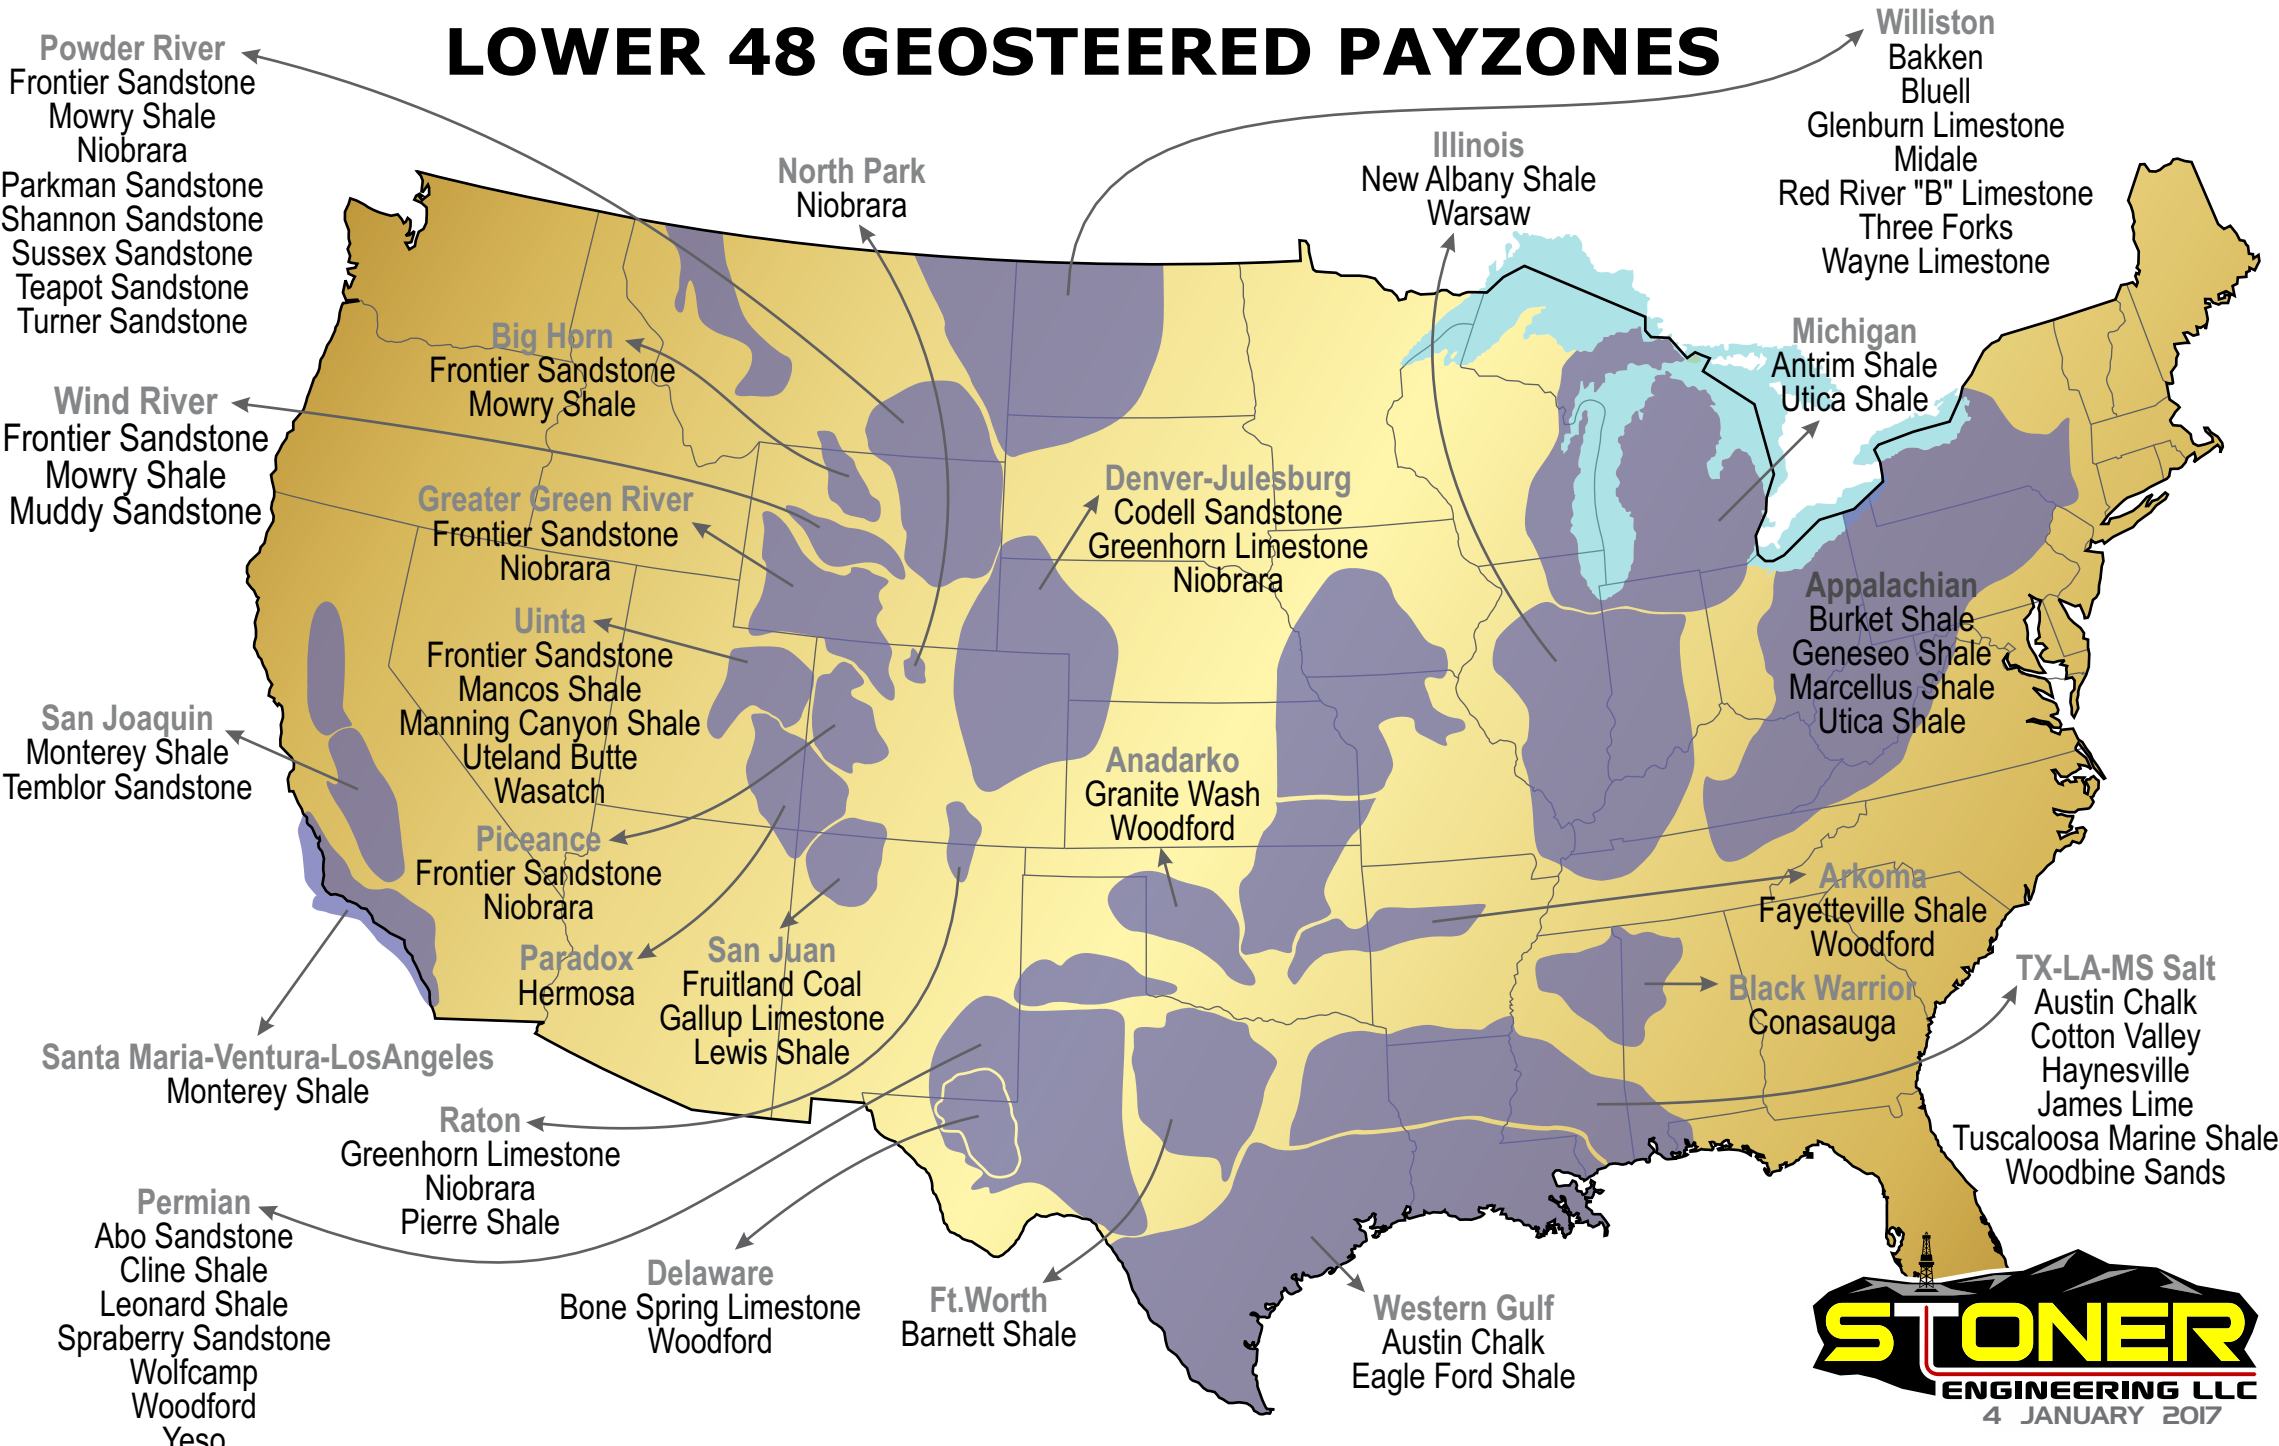 LOWER 48 GEOSTEERED PAYZONES
Powder River
Frontier Sandstone
Mowry Shale
Niobrara
Parkman Sandstone
Shannon Sandstone
Sussex Sandstone
Teapot Sandstone
Turner Sandstone
Wind River
Frontier Sandstone
Mowry Shale
Muddy Sandstone
Big Horn
Frontier Sandstone
Mowry Shale
North Park
Niobrara
Illinois
New Albany Shale
Warsaw
Williston
Bakken
Bluell
Glenburn Limestone
Midale
Red River "B" Limestone
Three Forks
Wayne Limestone
Michigan
Antrim Shale
Utica Shale
Greater Green River
Frontier Sandstone
Niobrara
Denver-Julesburg
Codell Sandstone
Greenhorn Limestone
Niobrara
Uinta
Frontier Sandstone
Mancos Shale
Manning Canyon Shale
Uteland Butte
Wasatch
Appalachian
Burket Shale
Geneseo Shale
Marcellus Shale
Utica Shale
San Joaquin
Monterey Shale
Temblor Sandstone
Anadarko
Granite Wash
Woodford
Piceance
Frontier Sandstone
Niobrara
Arkoma
Fayetteville Shale
Woodford
Paradox
Hermosa
San Juan
Fruitland Coal
Gallup Limestone
Lewis Shale
Black Warrior
Conasauga
TX-LA-MS Salt
Austin Chalk
Cotton Valley
Haynesville
James Lime
Tuscaloosa Marine Shale
Woodbine Sands
Santa Maria-Ventura-LosAngeles
Monterey Shale
Raton
Greenhorn Limestone
Niobrara
Pierre Shale
Permian
Abo Sandstone
Cline Shale
Leonard Shale
Spraberry Sandstone
Wolfcamp
Woodford
Yeso
Delaware
Bone Spring Limestone
Woodford
Ft.Worth
Barnett Shale
Western Gulf
Austin Chalk
Eagle Ford Shale
STONER
ENGINEERING LLC
4 JANUARY 2017